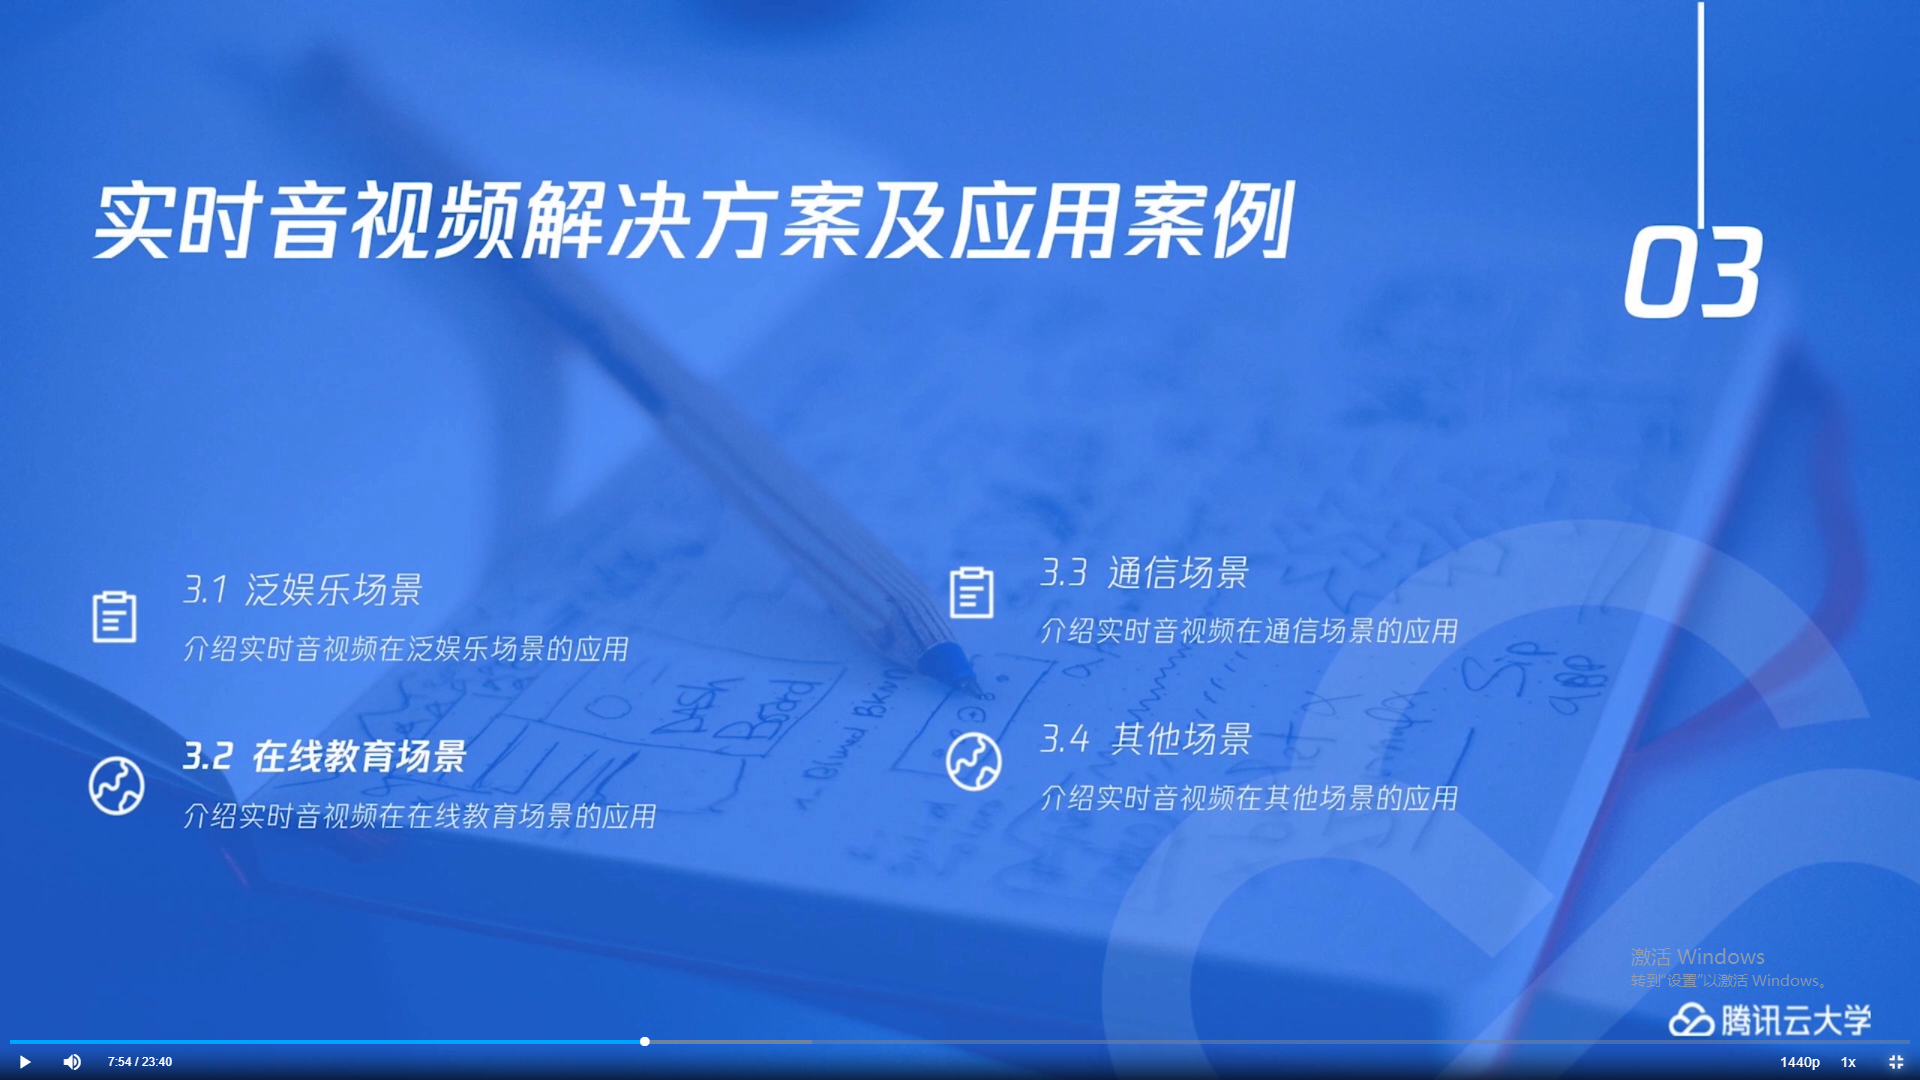 实时音视频解决方案及应用案例
03
3.1 泛娱乐场景
介绍实时音视频在泛娱乐场景的应用
3.2 在线教育场景
介绍实时音视频在在线教育场景的应用
3.3 通信场景
介绍实时音视频在通信场景的应用
3.4 其他场景
介绍实时音视频在其他场景的应用
Sip
app
Board
激活 Windows
转到“设置”以激活 Windows。
腾讯云大学
7:54 / 23:40
1440p
1x